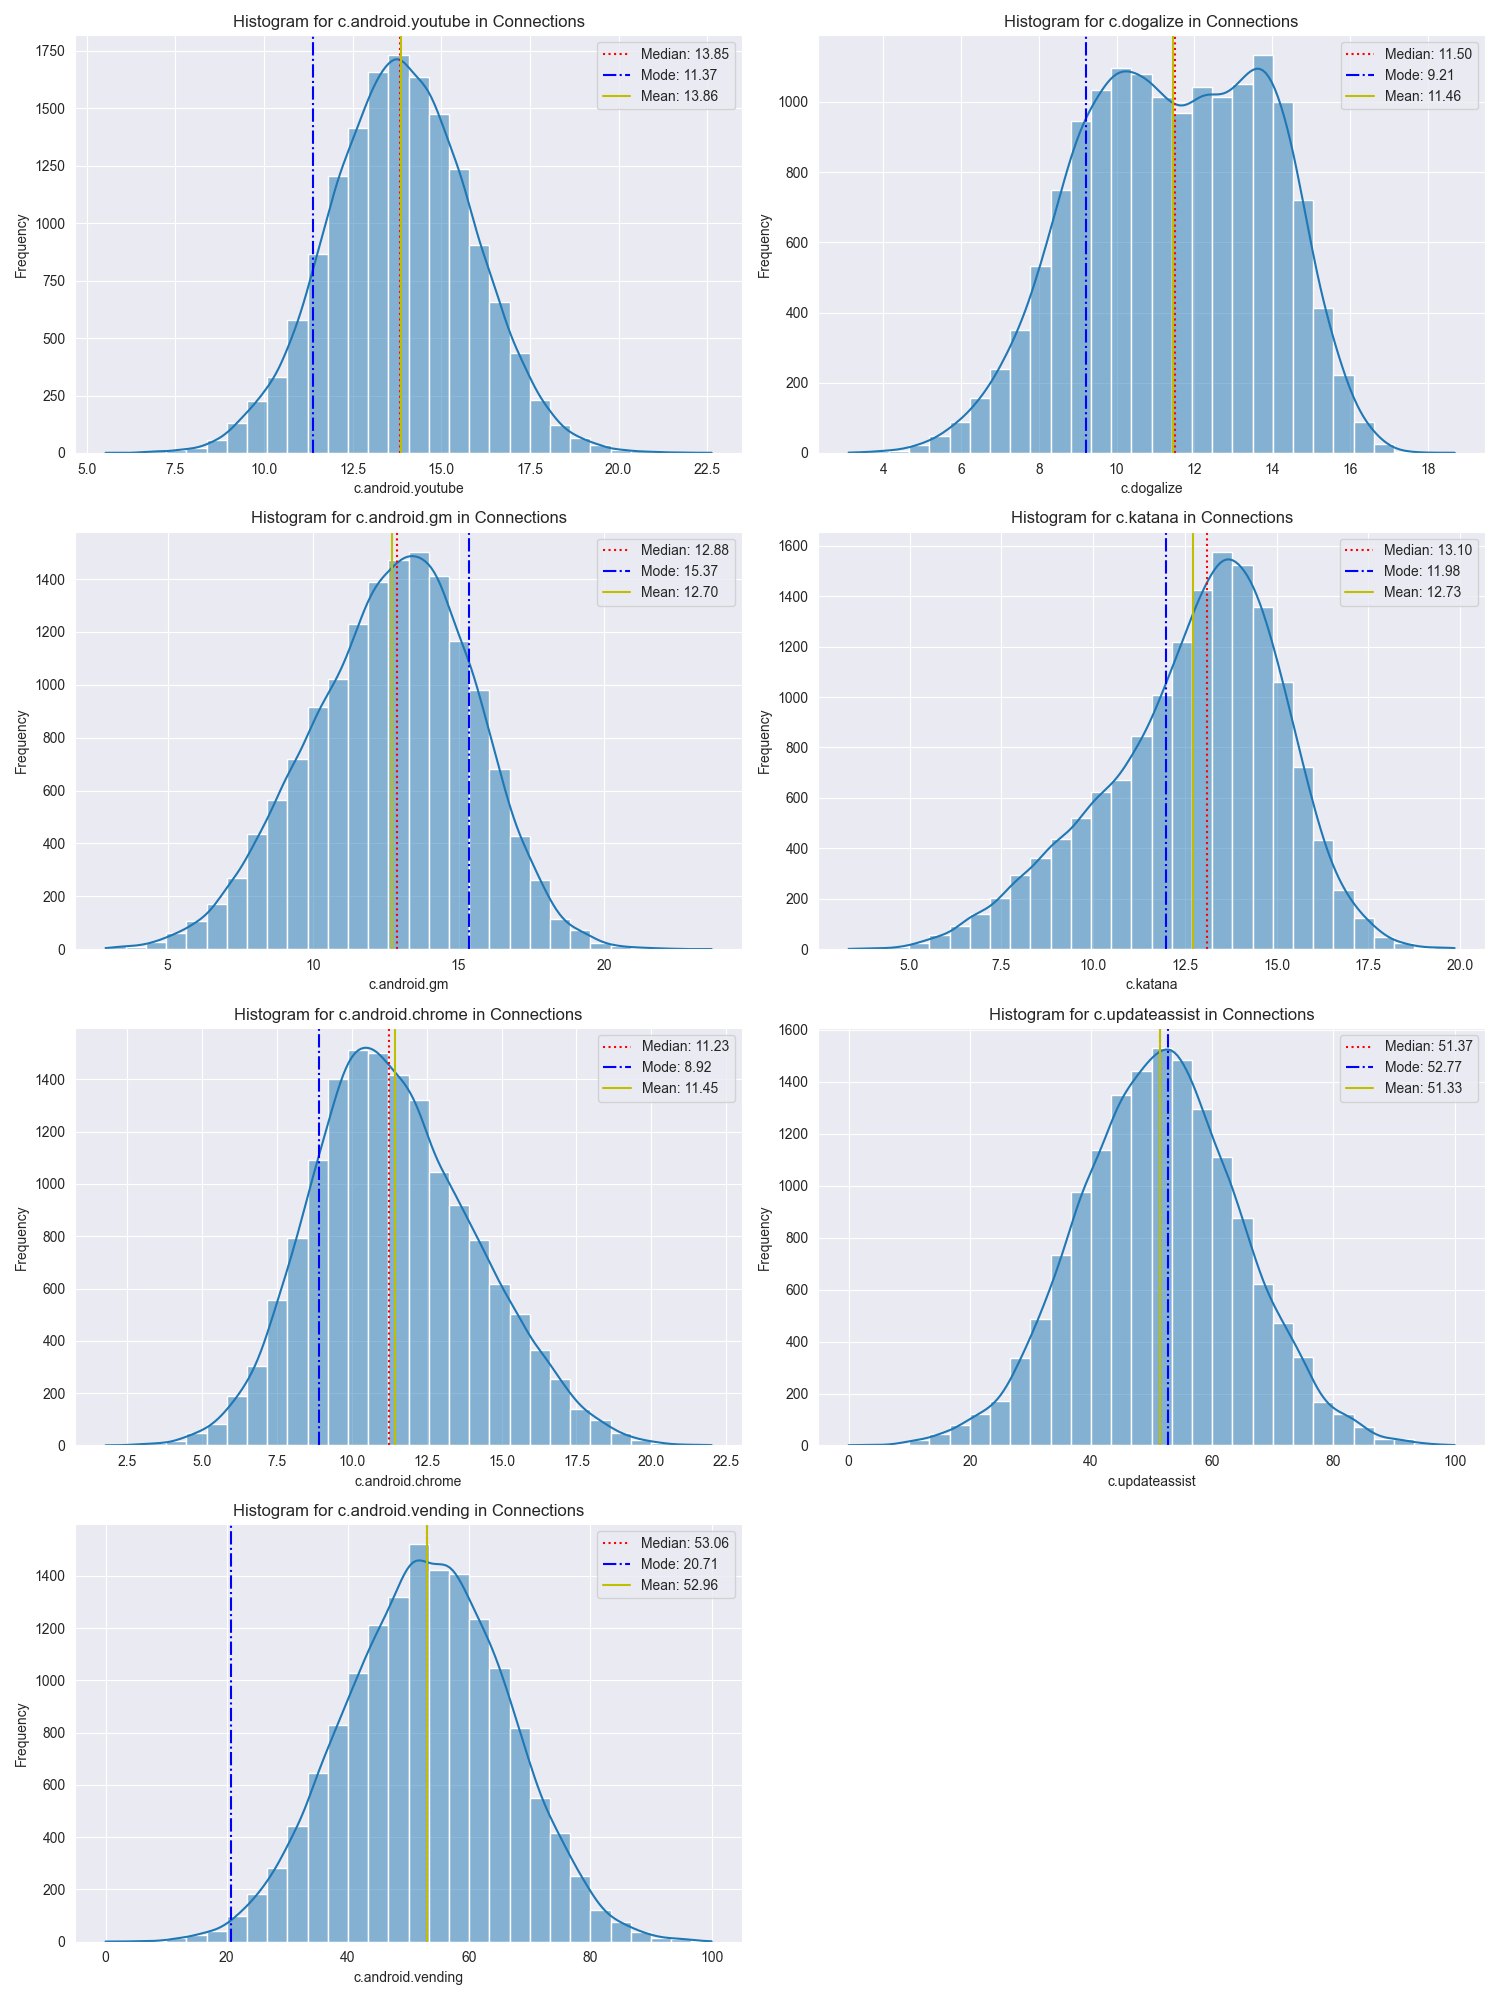 Histogram for c.android.youtube in Connections
Median: 13.85
Mode: 11.37
Mean: 13.86
Frequency
1750
1500
1250
1000
750
500
250
0
5.0 7.5 10.0 12.5 15.0 17.5 20.0 22.5
c.android.youtube
Histogram for c.dogalize in Connections
Median: 11.50
Mode: 9.21
Mean: 11.46
Frequency
1000
800
600
400
200
0
4 6 8 10 12 14 16 18
c.dogalize
Histogram for c.android.gm in Connections
Median: 12.88
Mode: 15.37
Mean: 12.70
Frequency
1400
1200
1000
800
600
400
200
0
5 10 15 20
c.android.gm
Histogram for c.katana in Connections
Median: 13.10
Mode: 11.98
Mean: 12.73
Frequency
1600
1400
1200
1000
800
600
400
200
0
5.0 7.5 10.0 12.5 15.0 17.5 20.0
c.katana
Histogram for c.android.chrome in Connections
Median: 11.23
Mode: 8.92
Mean: 11.45
Frequency
1400
1200
1000
800
600
400
200
0
2.5 5.0 7.5 10.0 12.5 15.0 17.5 20.0 22.5
c.android.chrome
Histogram for c.updateassist in Connections
Median: 51.37
Mode: 52.77
Mean: 51.33
Frequency
1600
1400
1200
1000
800
600
400
200
0
0 20 40 60 80 100
c.updateassist
Histogram for c.android.vending in Connections
Median: 53.06
Mode: 20.71
Mean: 52.96
Frequency
1400
1200
1000
800
600
400
200
0
0 20 40 60 80 100
c.android.vending